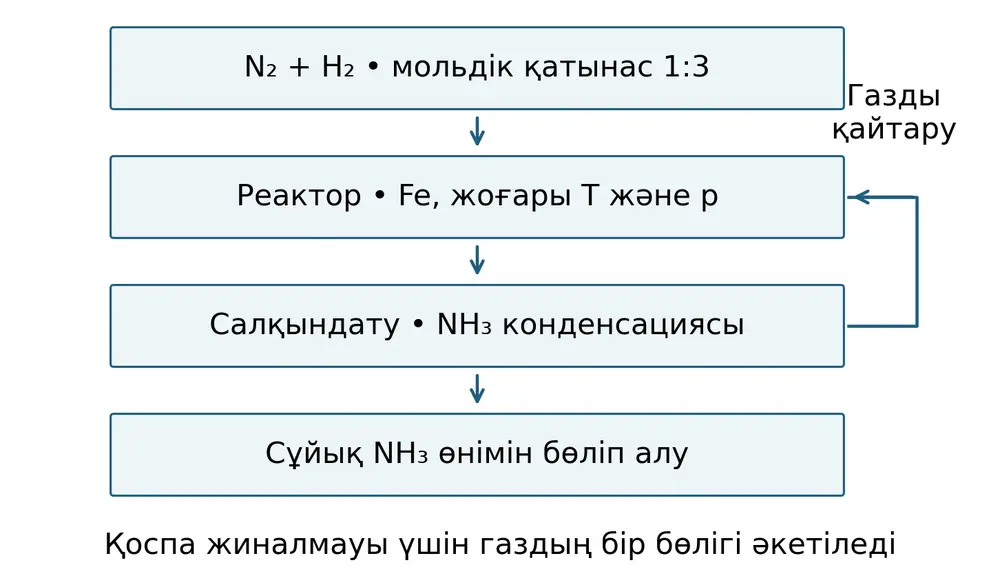 N₂ + H₂ • мольдік қатынас 1:3
Газды
қайтару
Реактор • Fe, жоғары T және p
Салқындату • NH₃ конденсациясы
Сұйық NH₃ өнімін бөліп алу
Қоспа жиналмауы үшін газдың бір бөлігі әкетіледі